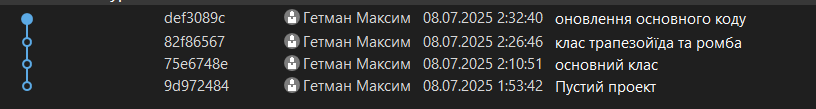 def3089c Гетман Максим 08.07.2025 2:32:40 оновлення основного коду
82f86567 Гетман Максим 08.07.2025 2:26:46 клас трапезоїїда та ромба
75e6748e Гетман Максим 08.07.2025 2:10:51 основний клас
9d972484 Гетман Максим 08.07.2025 1:53:42 Пустий проект